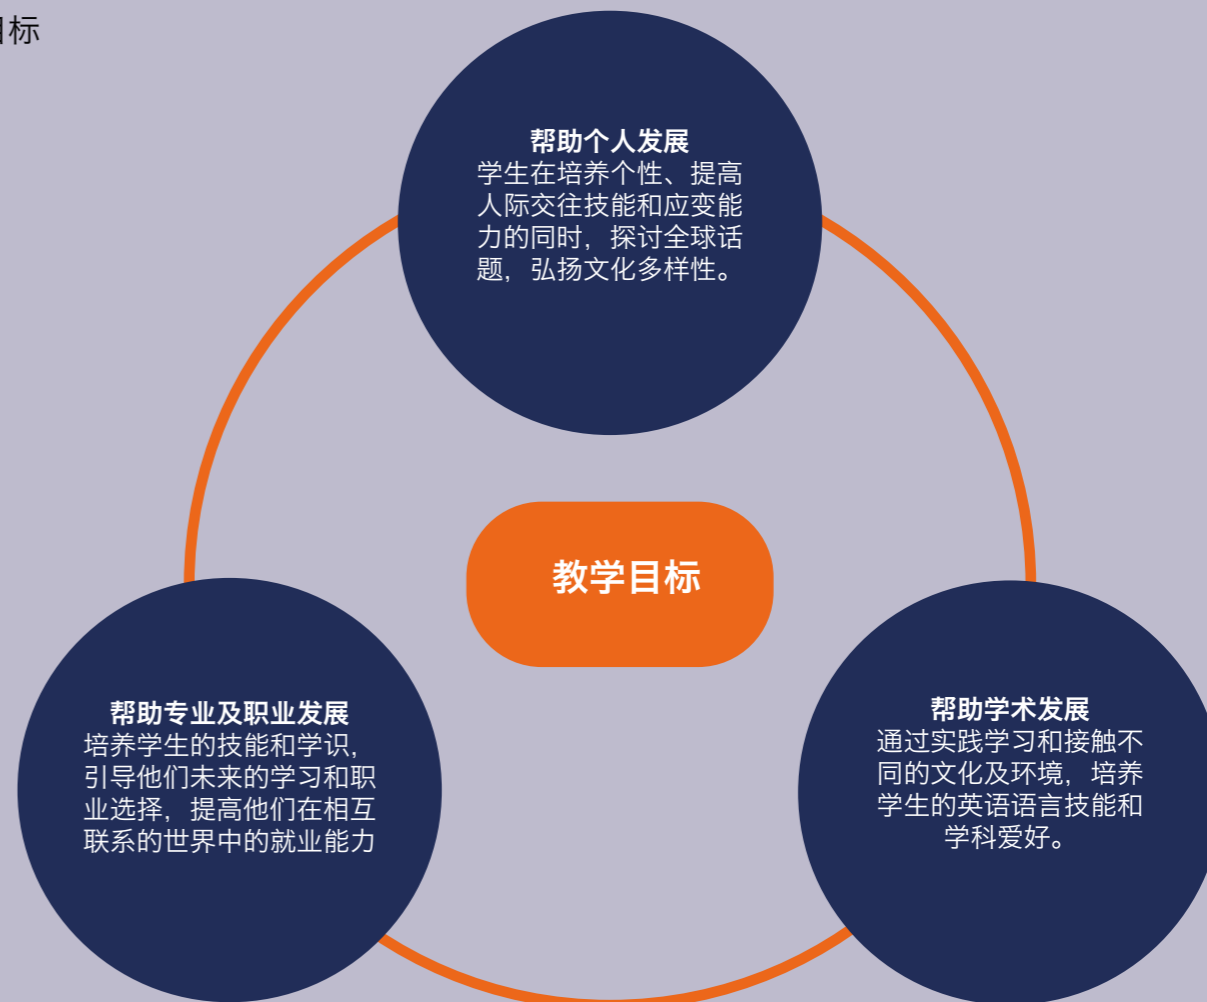 目标
帮助个人发展
学生在培养个性、提高
人际交往技能和应变能
力的同时，探讨全球话
题，弘扬文化多样性。
教学目标
帮助专业及职业发展
培养学生的技能和学识，
引导他们未来的学习和职
业选择，提高他们在相互
联系的世界中的就业能力
帮助学术发展
通过实践学习和接触不
同的文化及环境，培养
学生的英语语言技能和
学科爱好。